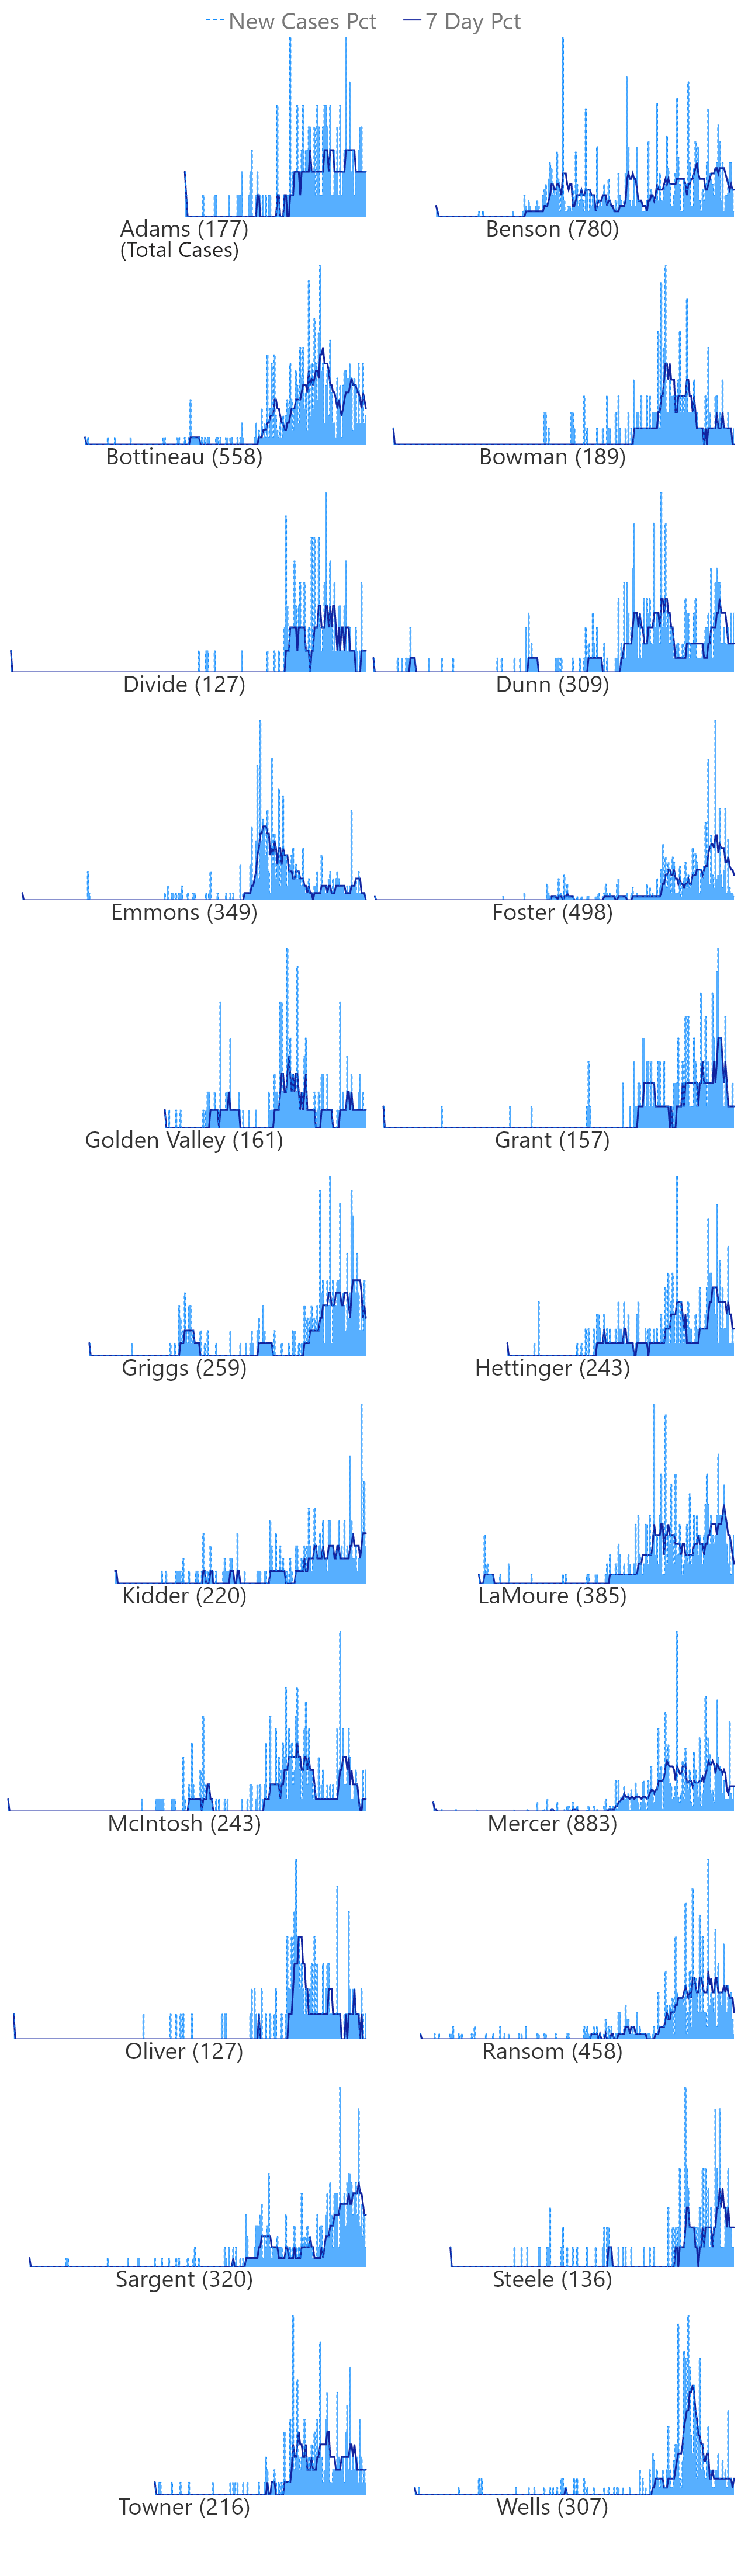 New Cases Pct 7 Day Pct
Adams (177) Benson (780)
(Total Cases)
Bottineau (558) Bowman (189)
Divide (127) Dunn (309)
Emmons (349) Foster (498)
Golden Valley (161) Grant (157)
Griggs (259) Hettinger (243)
Kidder (220) LaMoure (385)
McIntosh (243) Mercer (883)
Oliver (127) Ransom (458)
Sargent (320) Steele (136)
Towner (216) Wells (307)